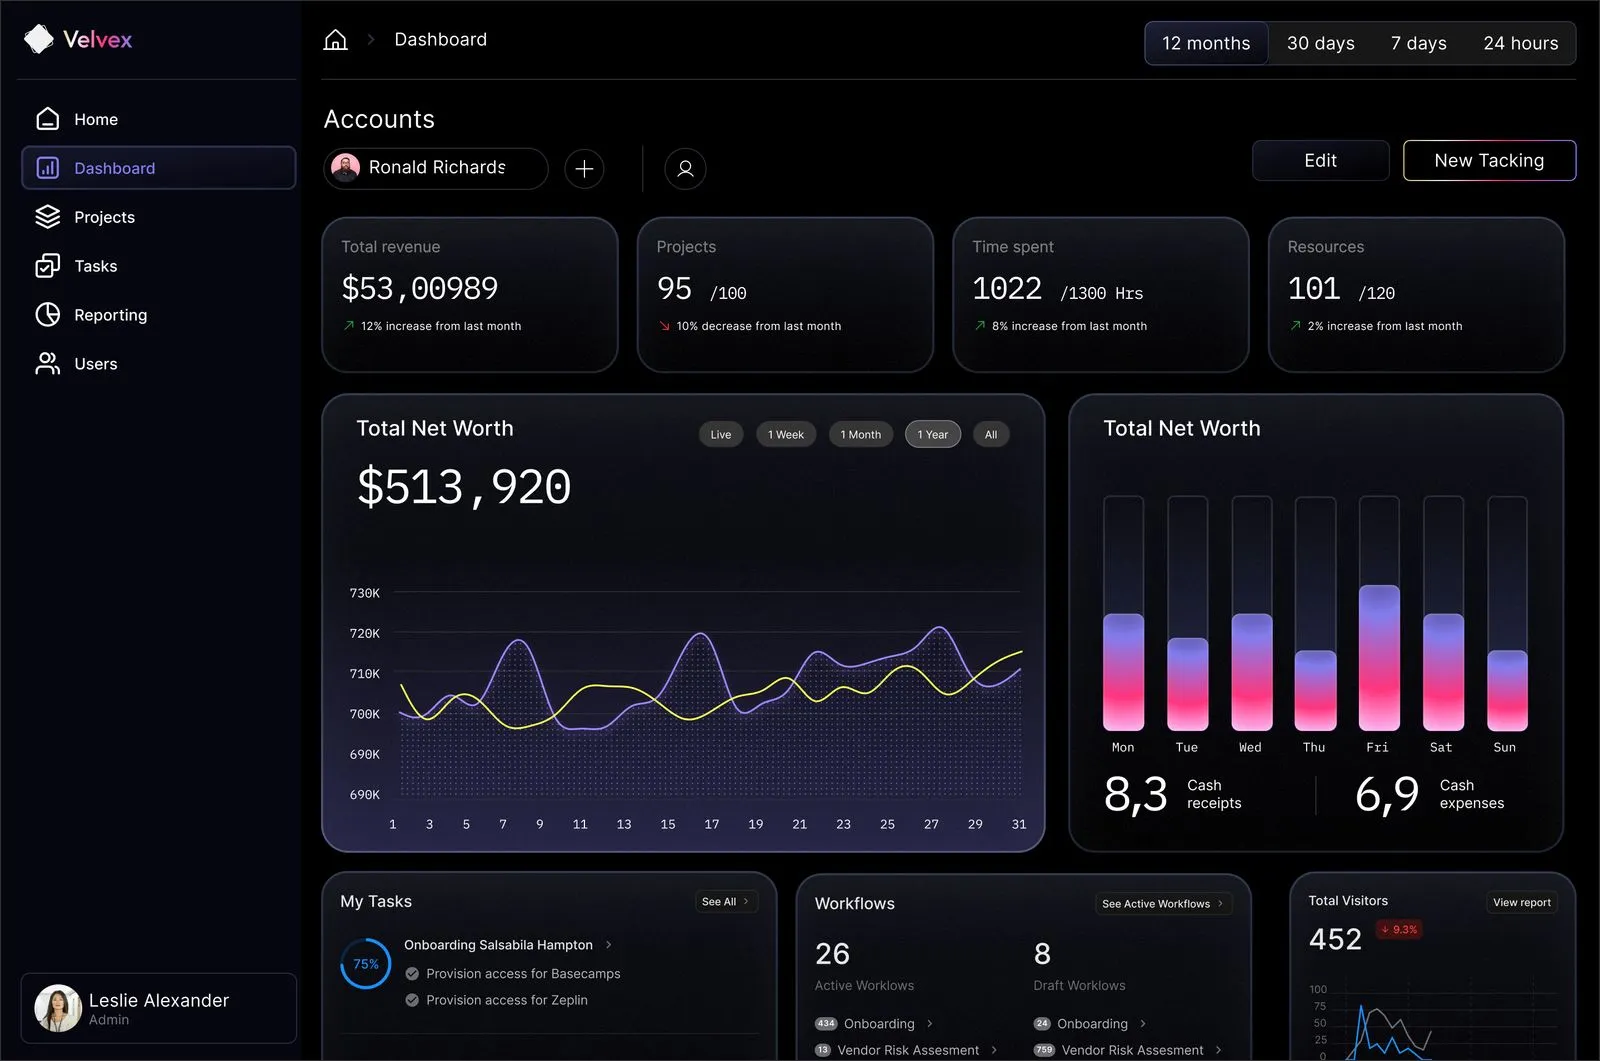 Velvex
Home
Dashboard
Projects
Tasks
Reporting
Users
Leslie Alexander
Admin
Dashboard
12 months
30 days
7 days
24 hours
Accounts
Ronald Richards
Edit
New Tacking
Total revenue
$53,00989
12% increase from last month
Projects
95 /100
10% decrease from last month
Time spent
1022 /1300 Hrs
8% increase from last month
Resources
101 /120
2% increase from last month
Total Net Worth
Live
1 Week
1 Month
1 Year
All
$513,920
730K
720K
710K
700K
690K
690K
1 3 5 7 9 11 13 15 17 19 21 23 25 27 29 31
Total Net Worth
Mon Tue Wed Thu Fri Sat Sun
8,3
Cash
receipts
6,9
Cash
expenses
My Tasks
See All
75%
Onboarding Salsabila Hampton
Provision access for Basecamps
Provision access for Zeplin
Workflows
See Active Workflows
26
Active Worklows
434 Onboarding
13 Vendor Risk Assesment
8
Draft Worklows
24 Onboarding
759 Vendor Risk Assesment
Total Visitors
View report
452
9.3%
100
75
50
25
0